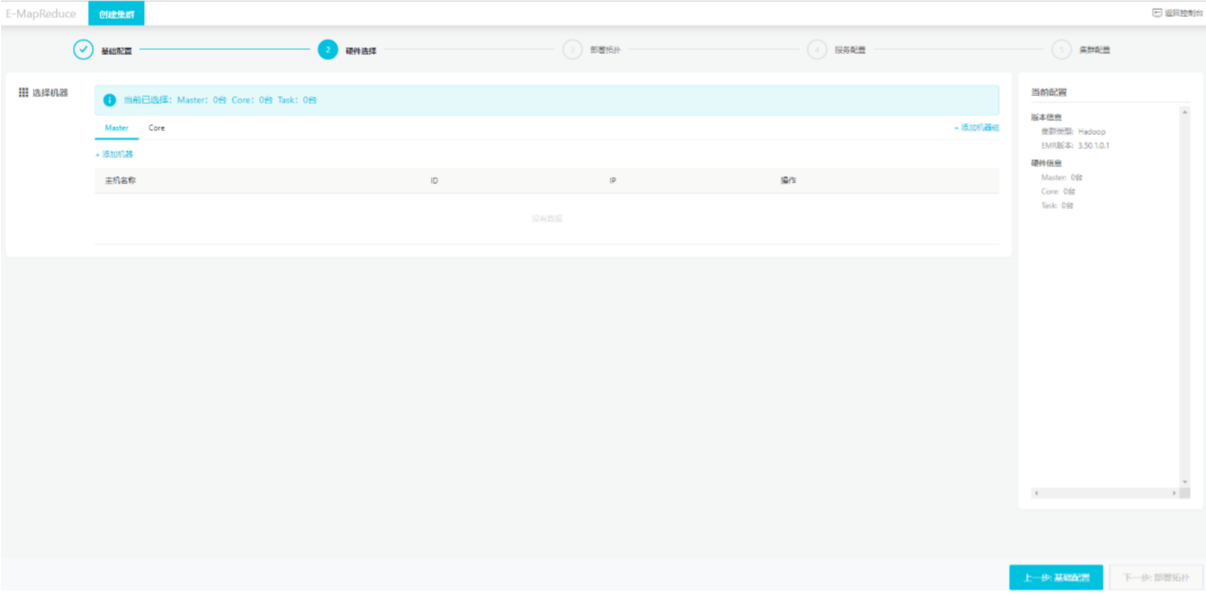 E-MapReduce 创建集群 返回控制台
基础配置 2 硬件选择 3 部署拓扑 4 服务配置 5 集群配置
选择机器
当前已选择：Master：0台 Core：0台 Task：0台
Master Core + 添加机器组
+ 添加机器
主机名称 ID IP 操作
没有数据
当前配置
版本信息
集群类型: Hadoop
EMR版本: 3.50.1.0.1
硬件信息
Master: 0台
Core: 0台
Task: 0台
上一步: 基础配置 下一步: 部署拓扑